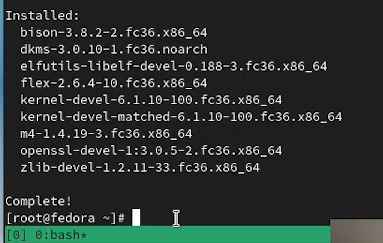 Installed:
bison-3.8.2-2.fc36.x86_64
dkms-3.0.10-1.fc36.noarch
elfutils-libelf-devel-0.188-3.fc36.x86_64
flex-2.6.4-10.fc36.x86_64
kernel-devel-6.1.10-100.fc36.x86_64
kernel-devel-matched-6.1.10-100.fc36.x86_64
m4-1.4.19-3.fc36.x86_64
openssl-devel-1:3.0.5-2.fc36.x86_64
zlib-devel-1.2.11-33.fc36.x86_64
Complete!
[root@fedora ~]#
[0] 0:bash*